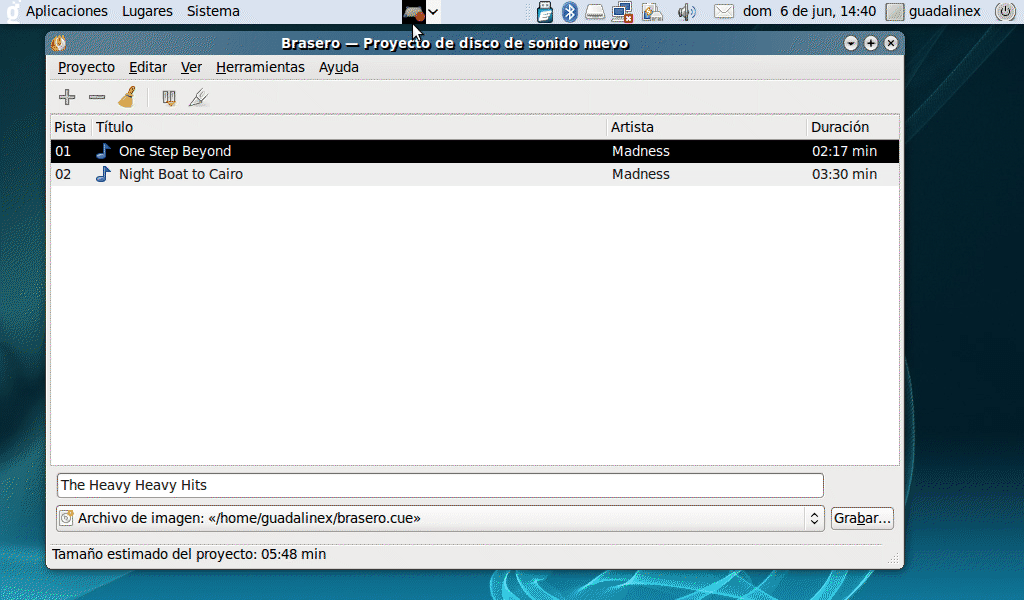 Aplicaciones Lugares Sistema dom 6 de jun, 14:40 guadalinex
Brasero — Proyecto de disco de sonido nuevo
Proyecto Editar Ver Herramientas Ayuda
Pista Título Artista Duración
01 One Step Beyond Madness 02:17 min
02 Night Boat to Cairo Madness 03:30 min
The Heavy Heavy Hits
Archivo de imagen: «/home/guadalinex/brasero.cue» Grabar...
Tamaño estimado del proyecto: 05:48 min